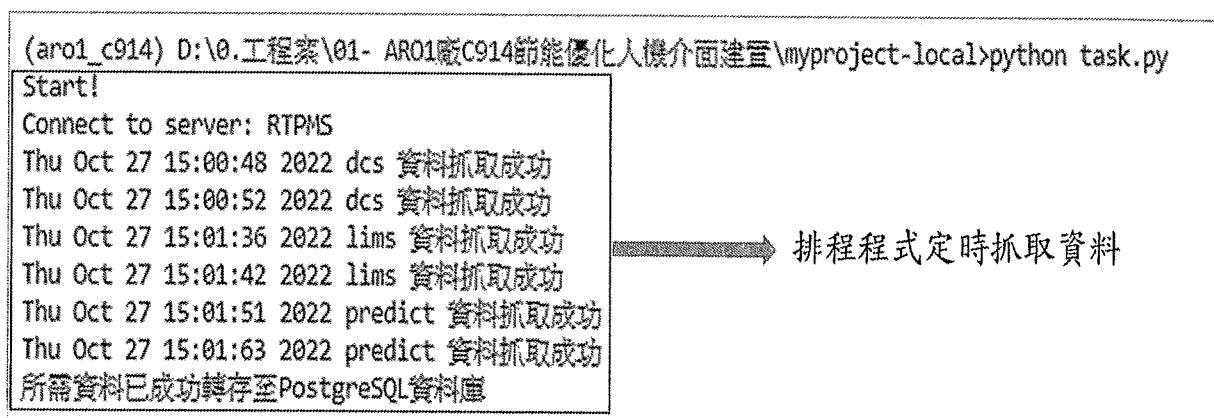 (aro1_c914) D:\0.工程案\01- ARO1廠C914節能優化人機介面建置\myproject-local>python task.py
Start!
Connect to server: RTPMS
Thu Oct 27 15:00:48 2022 dcs 資料抓取成功
Thu Oct 27 15:00:52 2022 dcs 資料抓取成功
Thu Oct 27 15:01:36 2022 lims 資料抓取成功
Thu Oct 27 15:01:42 2022 lims 資料抓取成功
Thu Oct 27 15:01:51 2022 predict 資料抓取成功
Thu Oct 27 15:01:63 2022 predict 資料抓取成功
所需資料已成功轉存至PostgreSQL資料庫
排程程式定時抓取資料